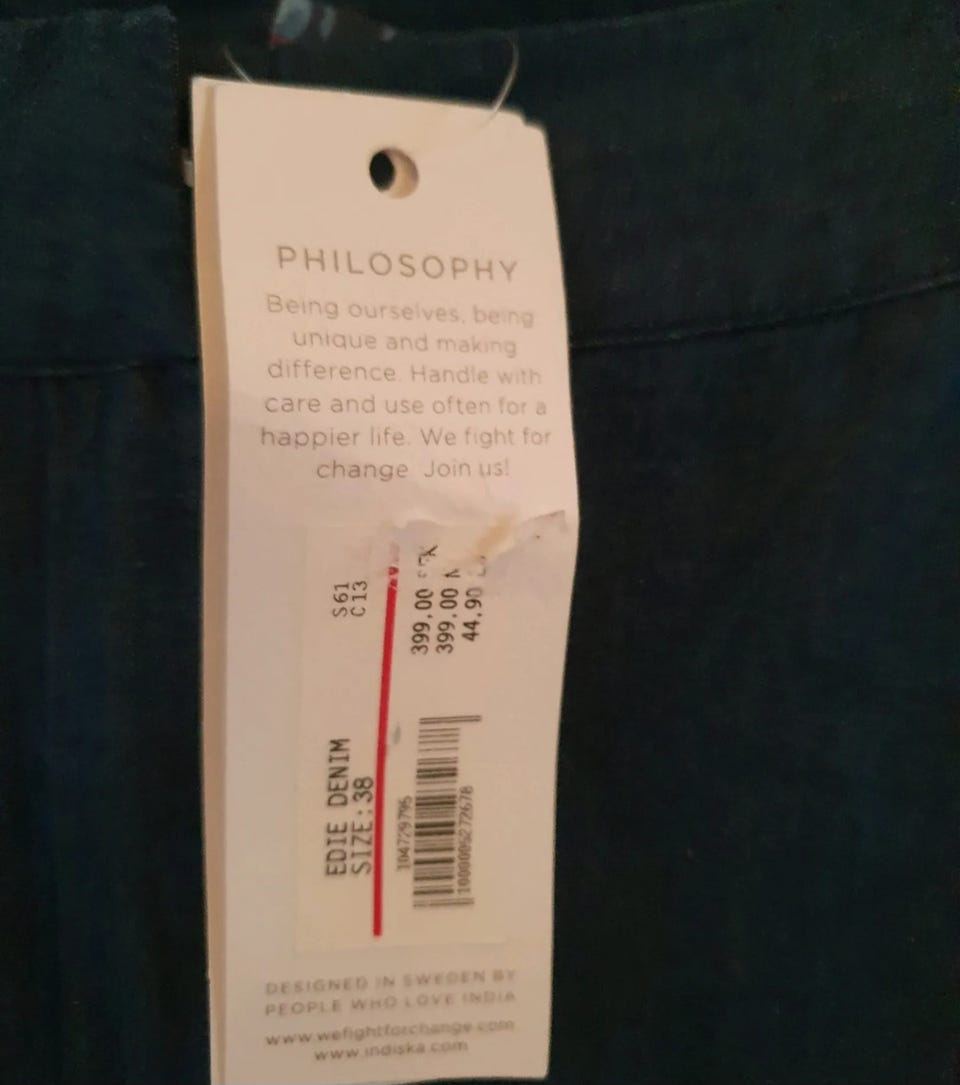 PHILOSOPHY
Being ourselves, being
unique and making
difference. Handle with
care and use often for a
happier life. We fight for
change Join us!
EDIE DENIM S61
SIZE:38 C13
104729795 399.00
399.00 N
44.90
1000005272678
DESIGNED IN SWEDEN BY
PEOPLE WHO LOVE INDIA
www.wefightforchange.com
www.indiska.com